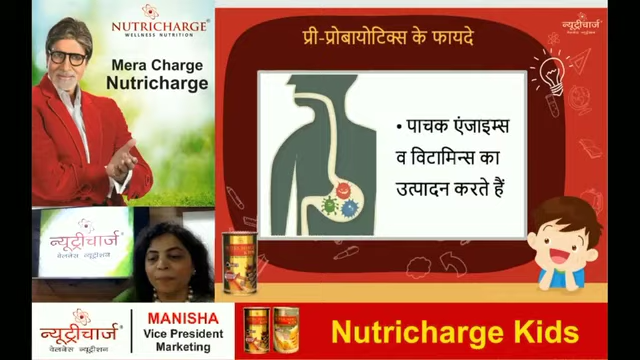 NUTRICHARGE
WELLNESS NUTRITION
Mera Charge
Nutricharge
प्री-प्रोबायोटिक्स के फायदे
न्यूट्रीचार्ज
• पाचक एंजाइम्स
व विटामिन्स का
उत्पादन करते हैं
न्यूट्रीचार्ज
वेलनेस न्यूट्रीशन
न्यूट्रीचार्ज
वेलनेस न्यूट्रिशन
MANISHA
Vice President
Marketing
Nutricharge Kids